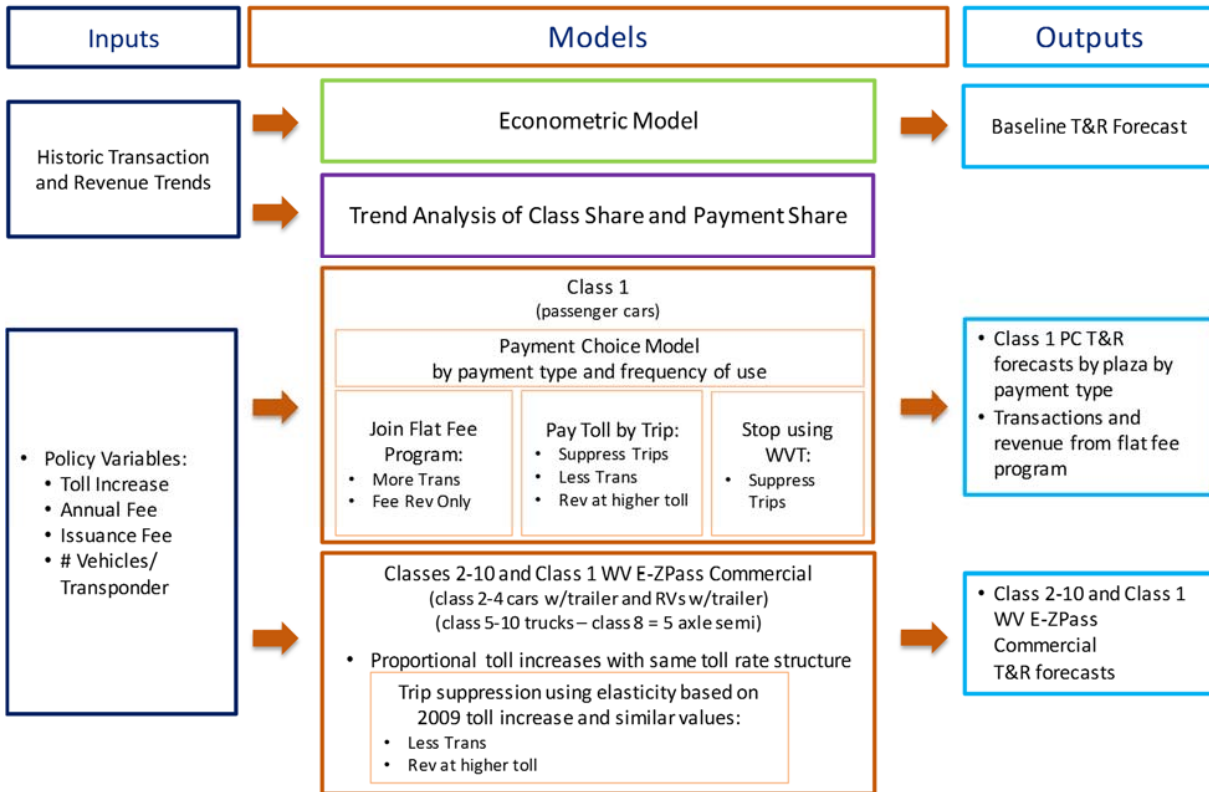 Inputs
Models
Outputs
Historic Transaction
and Revenue Trends
Econometric Model
Baseline T&R Forecast
Trend Analysis of Class Share and Payment Share
• Policy Variables:
• Toll Increase
• Annual Fee
• Issuance Fee
• # Vehicles/
Transponder
Class 1
(passenger cars)
Payment Choice Model
by payment type and frequency of use
Join Flat Fee
Program:
• More Trans
• Fee Rev Only
Pay Toll by Trip:
• Suppress Trips
• Less Trans
• Rev at higher toll
Stop using
WVT:
• Suppress
Trips
• Class 1 PC T&R
forecasts by plaza by
payment type
• Transactions and
revenue from flat fee
program
Classes 2-10 and Class 1 WV E-ZPass Commercial
(class 2-4 cars w/trailer and RVs w/trailer)
(class 5-10 trucks – class 8 = 5 axle semi)
• Proportional toll increases with same toll rate structure
Trip suppression using elasticity based on
2009 toll increase and similar values:
• Less Trans
• Rev at higher toll
• Class 2-10 and Class 1
WV E-ZPass
Commercial
T&R forecasts